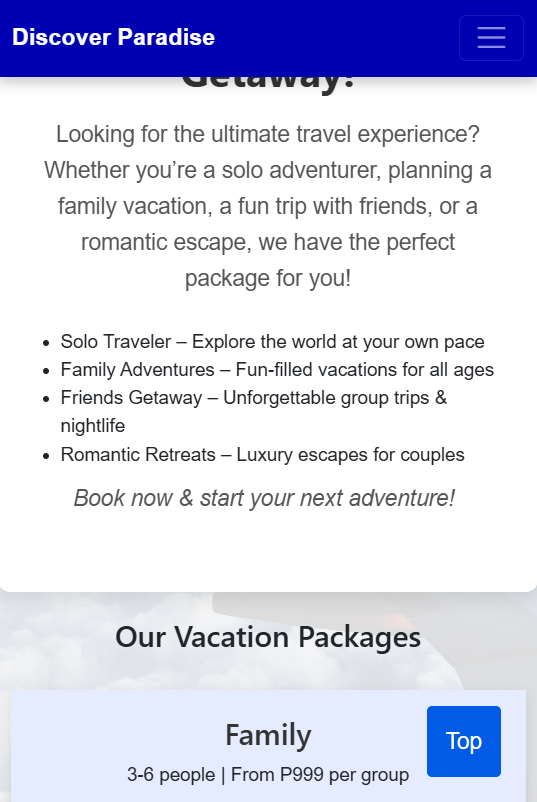 Discover Paradise
Getaway!
Looking for the ultimate travel experience?
Whether you’re a solo adventurer, planning a
family vacation, a fun trip with friends, or a
romantic escape, we have the perfect
package for you!
Solo Traveler – Explore the world at your own pace
Family Adventures – Fun-filled vacations for all ages
Friends Getaway – Unforgettable group trips &
nightlife
Romantic Retreats – Luxury escapes for couples
Book now & start your next adventure!
Our Vacation Packages
Family
Top
3-6 people | From P999 per group